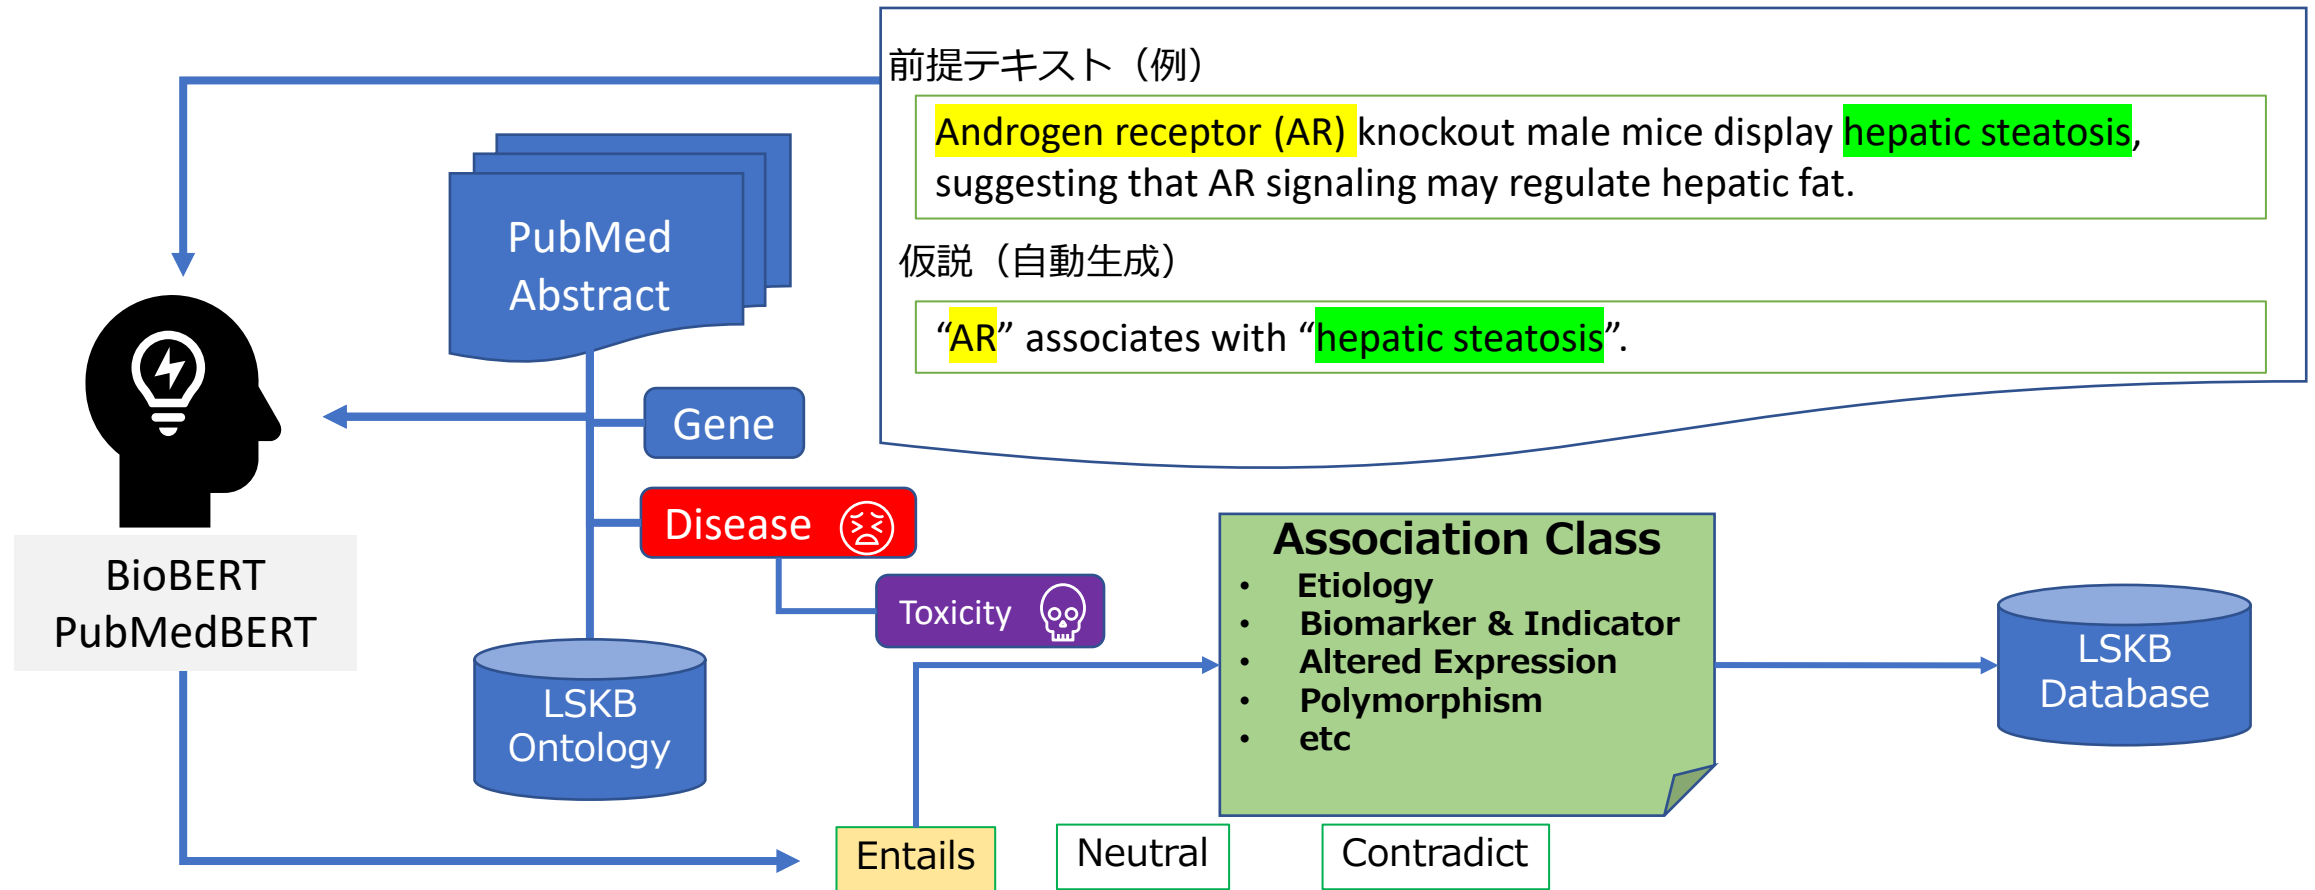 前提テキスト（例）
Androgen receptor (AR) knockout male mice display hepatic steatosis,
suggesting that AR signaling may regulate hepatic fat.
仮説（自動生成）
“AR” associates with “hepatic steatosis”.
PubMed
Abstract
Gene
Disease
Toxicity
BioBERT
PubMedBERT
LSKB
Ontology
Association Class
• Etiology
• Biomarker & Indicator
• Altered Expression
• Polymorphism
• etc
LSKB
Database
Entails
Neutral
Contradict